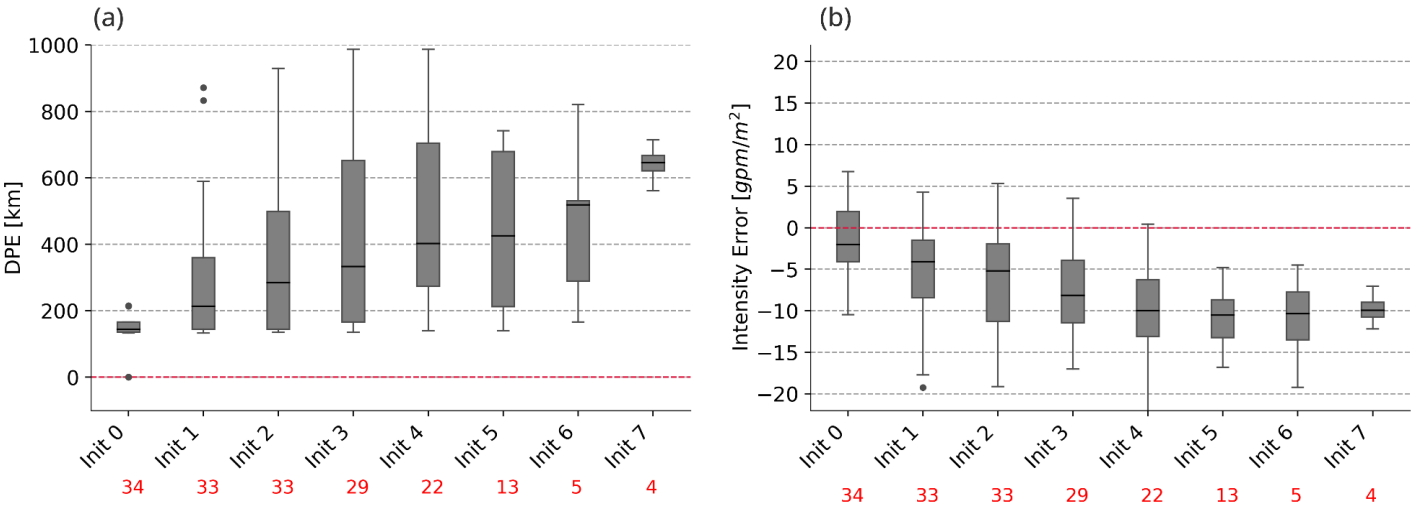 (a)
1000
800
600
400
200
0
DPE [km]
Init 0 Init 1 Init 2 Init 3 Init 4 Init 5 Init 6 Init 7
34 33 33 29 22 13 5 4
(b)
20
15
10
5
0
−5
−10
−15
−20
Intensity Error [gpm/m²]
Init 0 Init 1 Init 2 Init 3 Init 4 Init 5 Init 6 Init 7
34 33 33 29 22 13 5 4